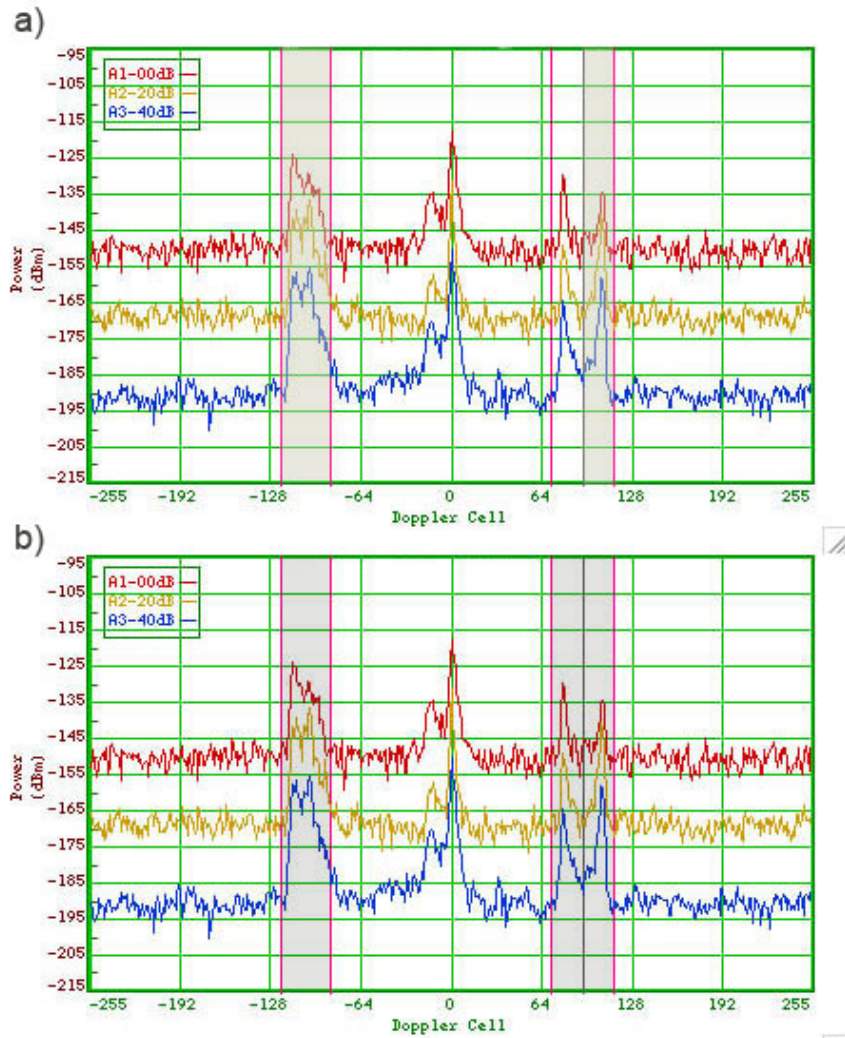 a)
-95
-105
-115
-125
-135
-145
-155
-165
-175
-185
-195
-205
-215
Power
(dBm)
A1-00dB
A2-20dB
A3-40dB
-255 -192 -128 -64 0 64 128 192 255
Doppler Cell
b)
-95
-105
-115
-125
-135
-145
-155
-165
-175
-185
-195
-205
-215
Power
(dBm)
A1-00dB
A2-20dB
A3-40dB
-255 -192 -128 -64 0 64 128 192 255
Doppler Cell